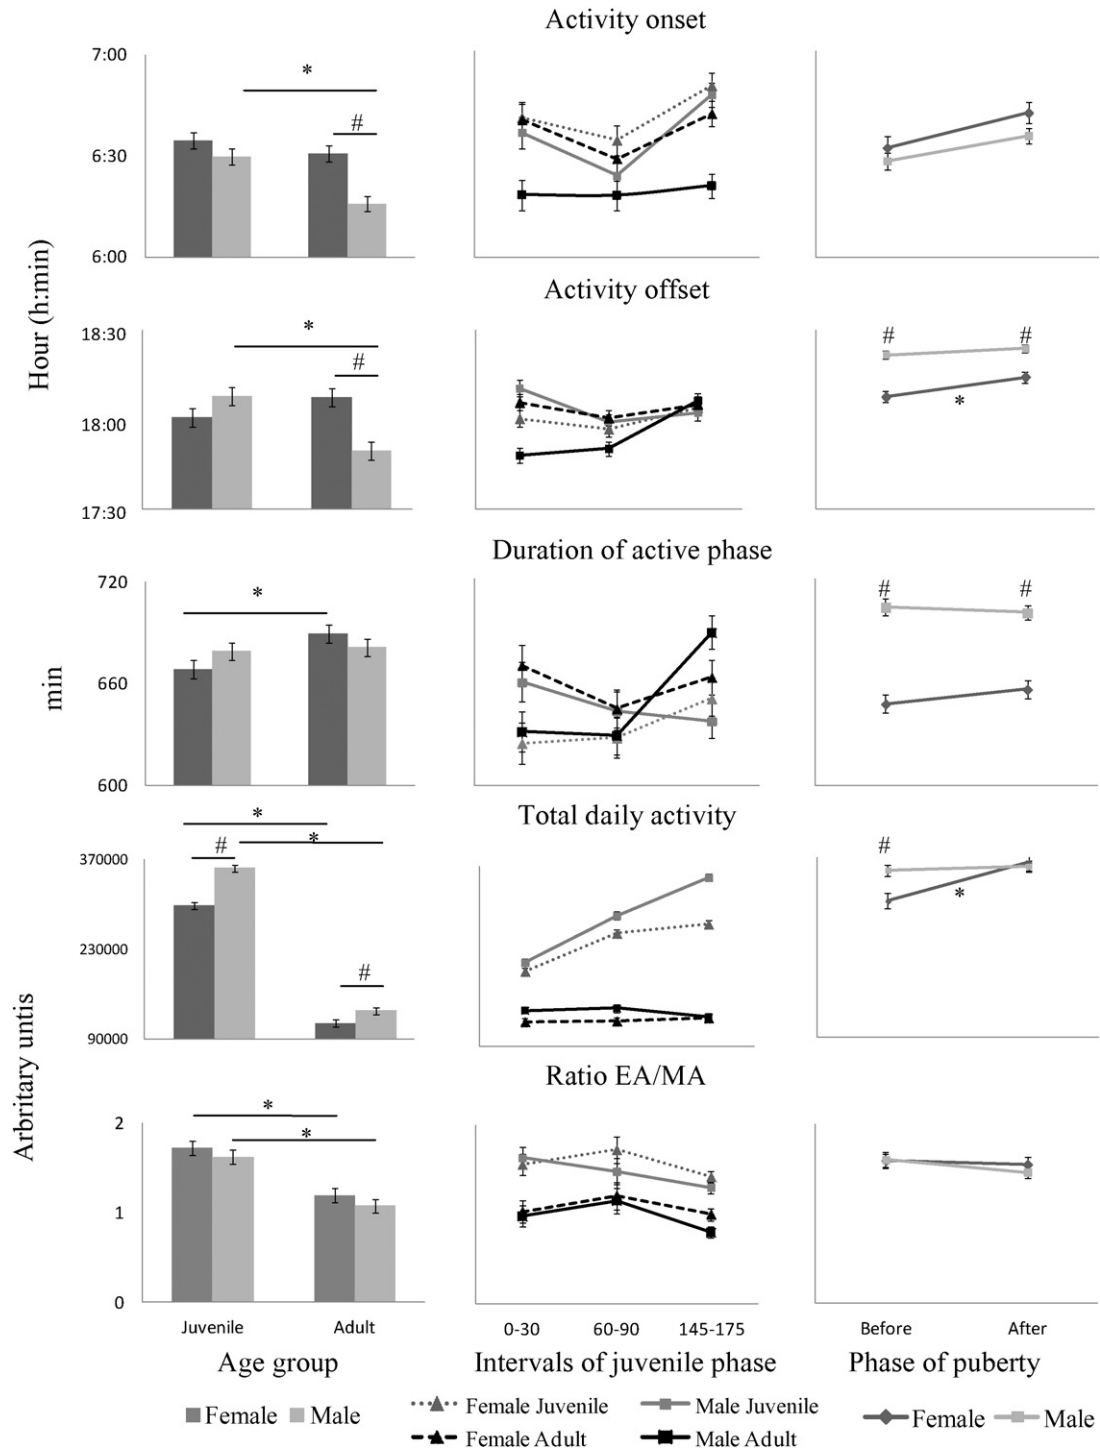 Activity onset
7:00
*
#
6:30
6:00
Hour (h:min)
Activity offset
18:30
*
#
#
#
*
18:00
17:30
Duration of active phase
720
*
#
#
660
min
600
Total daily activity
*
*
#
#
370000
*
230000
#
90000
Arbritary untis
Ratio EA/MA
2
*
*
1
0
Juvenile Adult
0-30 60-90 145-175
Before After
Age group
Intervals of juvenile phase
Phase of puberty
Female Male
Female Juvenile Male Juvenile
Female Adult Male Adult
Female Male